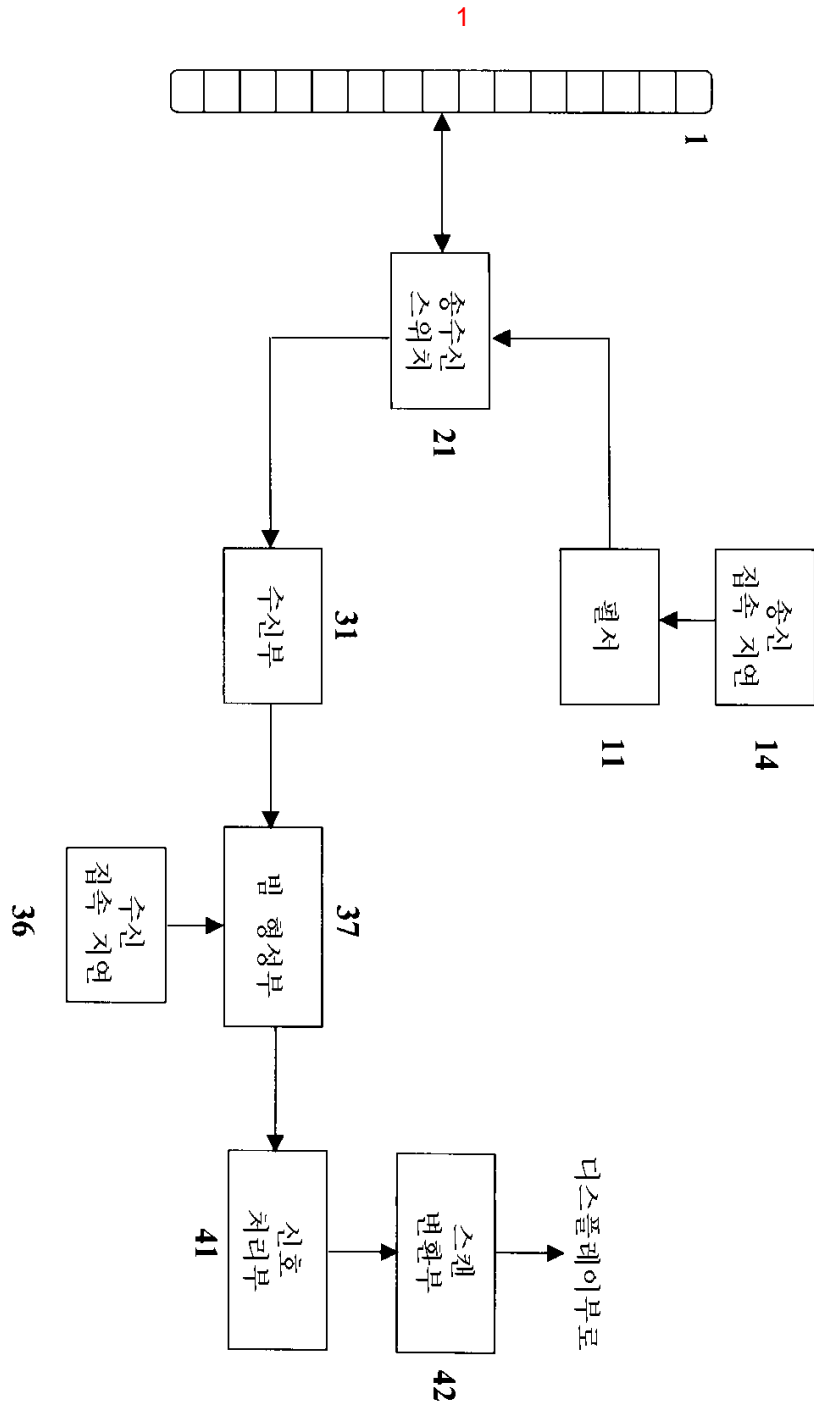 1
1
송수신
스위치
21
송신
집속 지연
14
펄서
11
수신부
31
빔 형성부
37
수신
집속 지연
36
신호
처리부
41
스캔
변환부
42
디스플레이부로